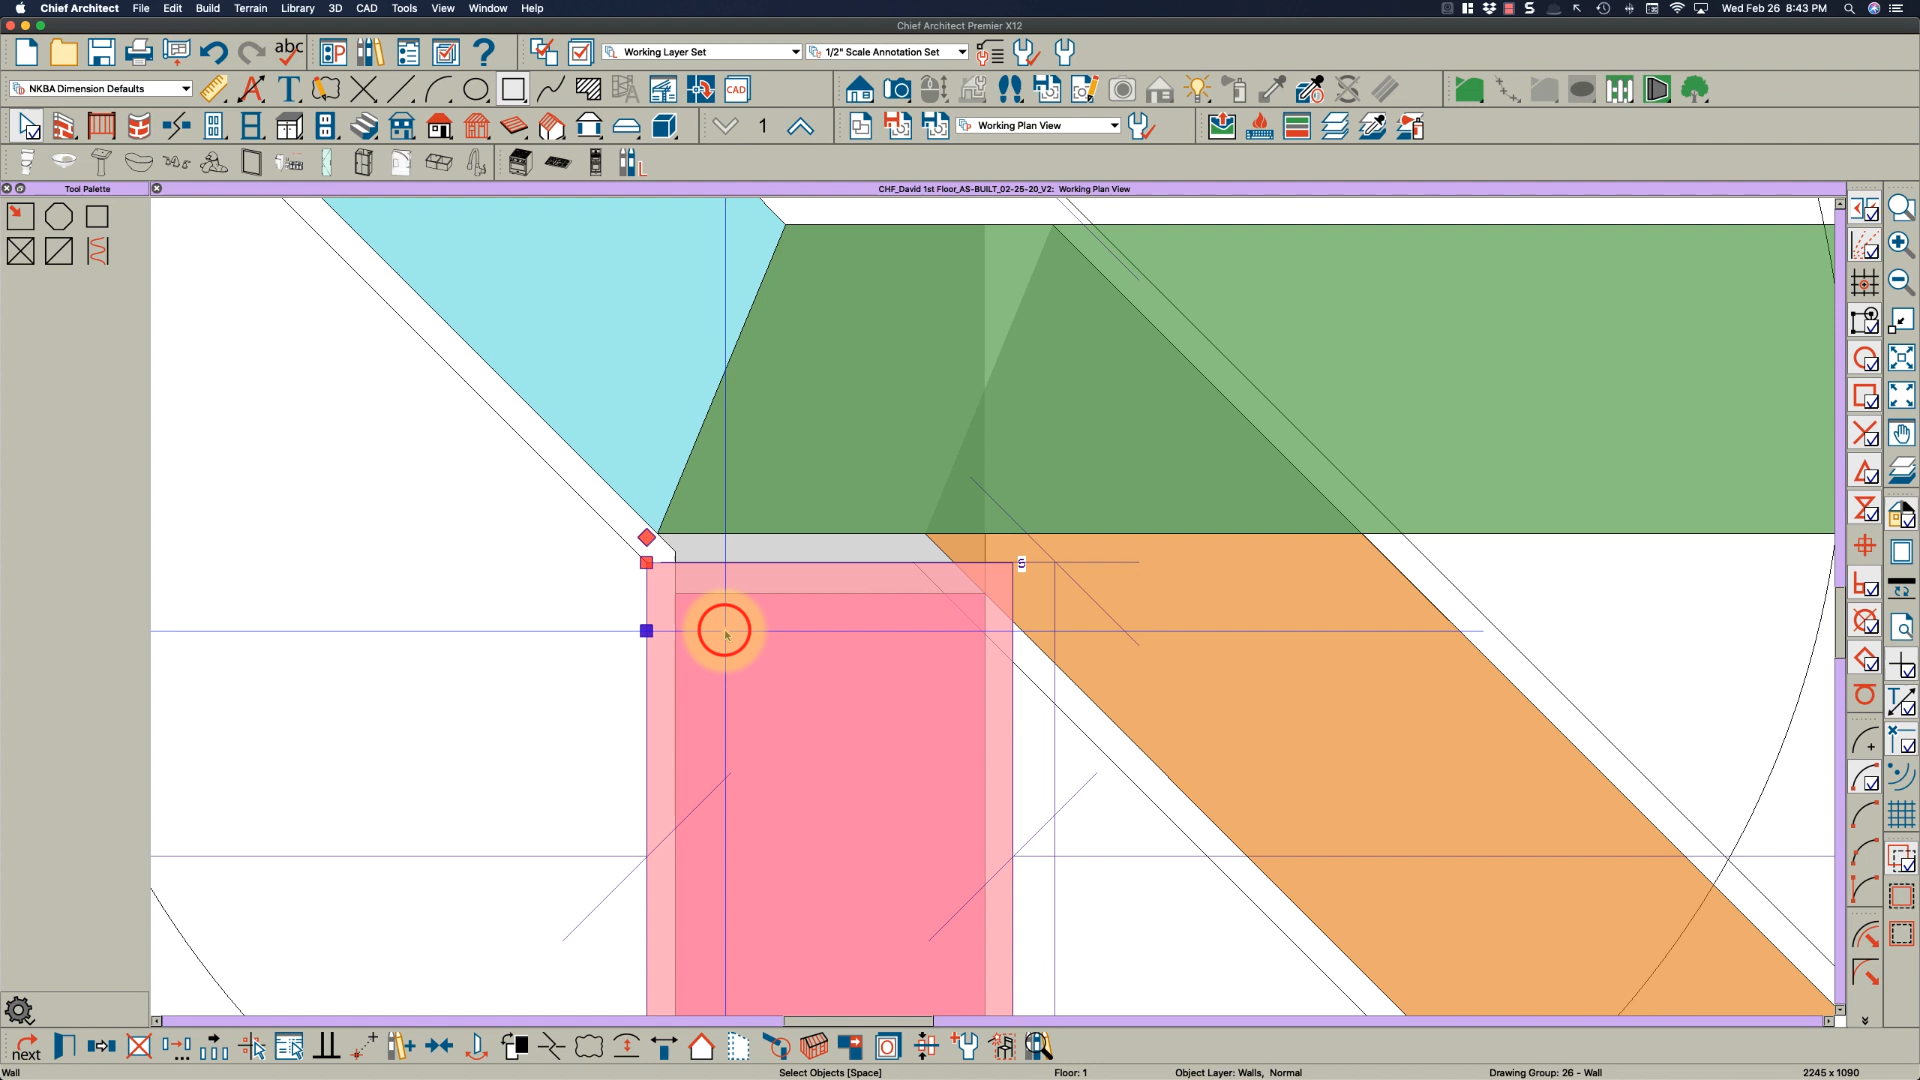 Chief Architect File Edit Build Terrain Library 3D CAD Tools View Window Help
Wed Feb 26 8:43 PM
Chief Architect Premier X12
abc
Working Layer Set
1/2" Scale Annotation Set
NKBA Dimension Defaults
A
T
CAD
1
Working Plan View
Tool Palette
CHF_David 1st Floor_AS-BUILT_02-25-20_V2: Working Plan View
next
Wall
Select Objects [Space]
Floor: 1
Object Layer: Walls, Normal
Drawing Group: 26 - Wall
2245 x 1090